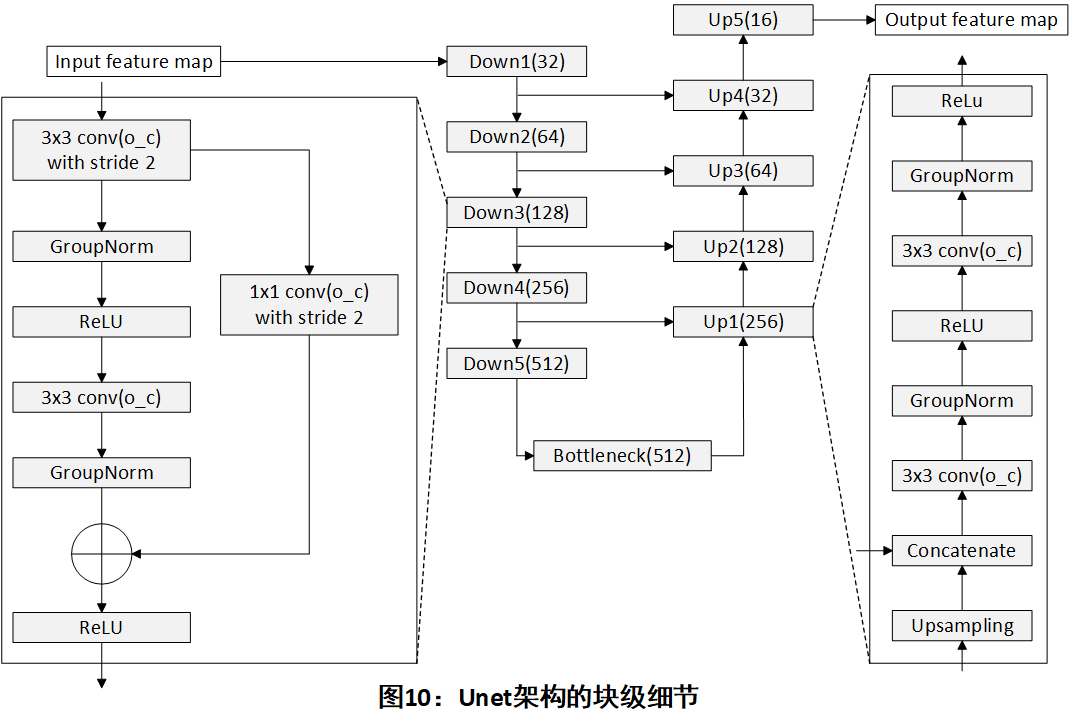 Input feature map
3x3 conv(o_c)
with stride 2
GroupNorm
ReLU
3x3 conv(o_c)
GroupNorm
ReLU
1x1 conv(o_c)
with stride 2
Down1(32)
Down2(64)
Down3(128)
Down4(256)
Down5(512)
Bottleneck(512)
Up5(16)
Up4(32)
Up3(64)
Up2(128)
Up1(256)
Output feature map
ReLu
GroupNorm
3x3 conv(o_c)
ReLU
GroupNorm
3x3 conv(o_c)
Concatenate
Upsampling
图10：Unet架构的块级细节